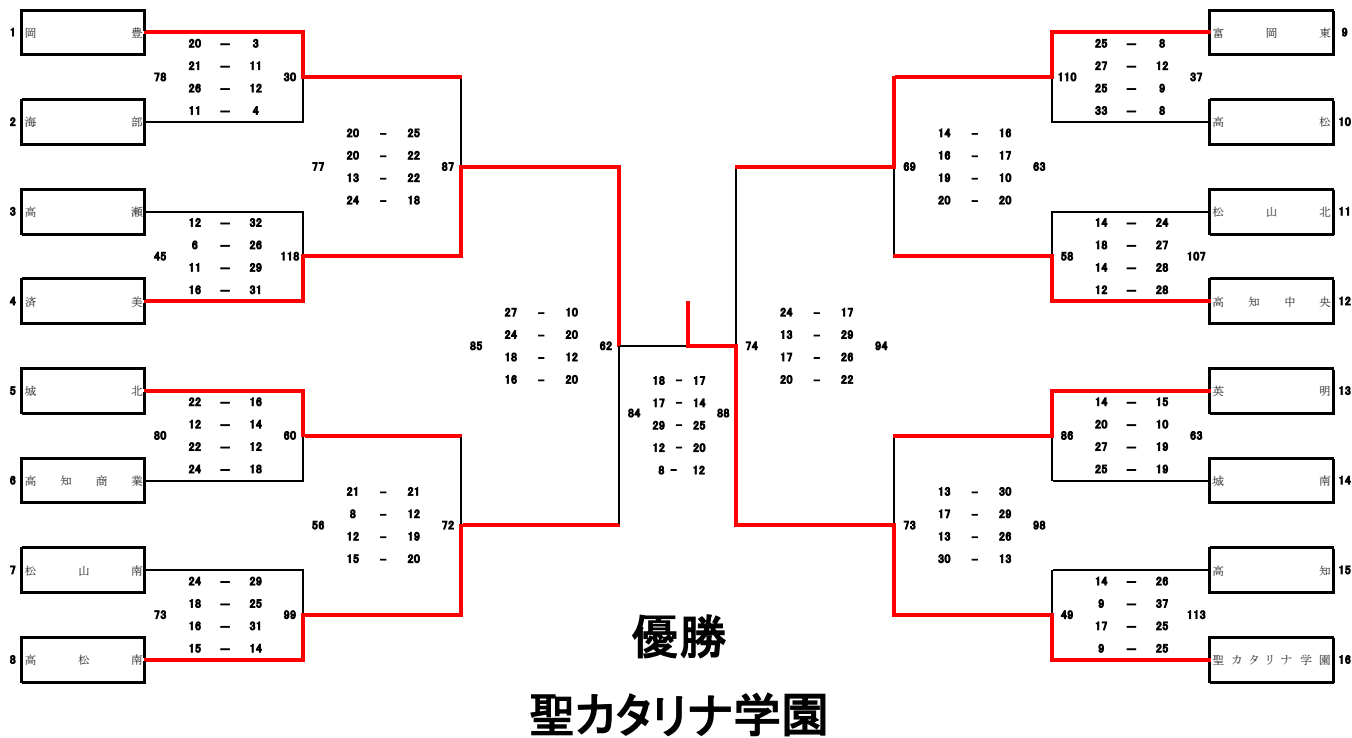 1 岡豊
20 － 3
21 － 11
78 26 － 12 30
11 － 4
2 海部
20 － 25
20 － 22
77 13 － 22 87
24 － 18
3 高瀬
12 － 32
6 － 26
45 11 － 29 118
16 － 31
4 済美
27 － 10
24 － 20
85 18 － 12 62
16 － 20
5 城北
22 － 16
12 － 14
80 22 － 12 60
24 － 18
6 高知商業
21 － 21
8 － 12
56 12 － 19 72
15 － 20
7 松山南
24 － 29
18 － 25
73 16 － 31 99
15 － 14
8 高松南
18 － 17
17 － 14
84 29 － 25 88
12 － 20
8 － 12
富岡東 9
25 － 8
27 － 12
110 25 － 9 37
33 － 8
高松 10
14 － 16
16 － 17
69 19 － 10 63
20 － 20
松山北 11
14 － 24
18 － 27
58 14 － 28 107
12 － 28
高知中央 12
24 － 17
13 － 29
74 17 － 26 94
20 － 22
英明 13
14 － 15
20 － 10
86 27 － 19 63
25 － 19
城南 14
13 － 30
17 － 29
73 13 － 26 98
30 － 13
高知 15
14 － 26
9 － 37
49 17 － 25 113
9 － 25
聖カタリナ学園 16
優勝
聖カタリナ学園